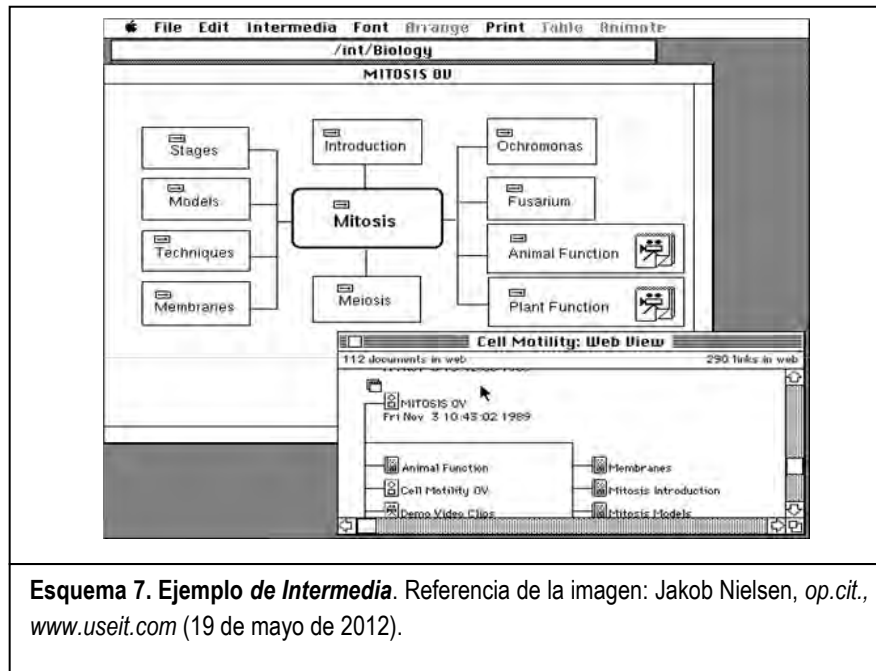 File Edit Intermedia Font Arrange Print Table Animate
/int/Biology
MITOSIS OV
Stages
Introduction
Ochromonas
Models
Mitosis
Fusarium
Techniques
Animal Function
Membranes
Meiosis
Plant Function
Cell Motility: Web View
112 documents in web
290 links in web
MITOSIS OV
Fri Nov 3 10:43:02 1989
Animal Function
Membranes
Cell Motility OV
Mitosis Introduction
Demo Video Clips
Mitosis Models
Esquema 7. Ejemplo de Intermedia. Referencia de la imagen: Jakob Nielsen, op.cit.,
www.useit.com (19 de mayo de 2012).